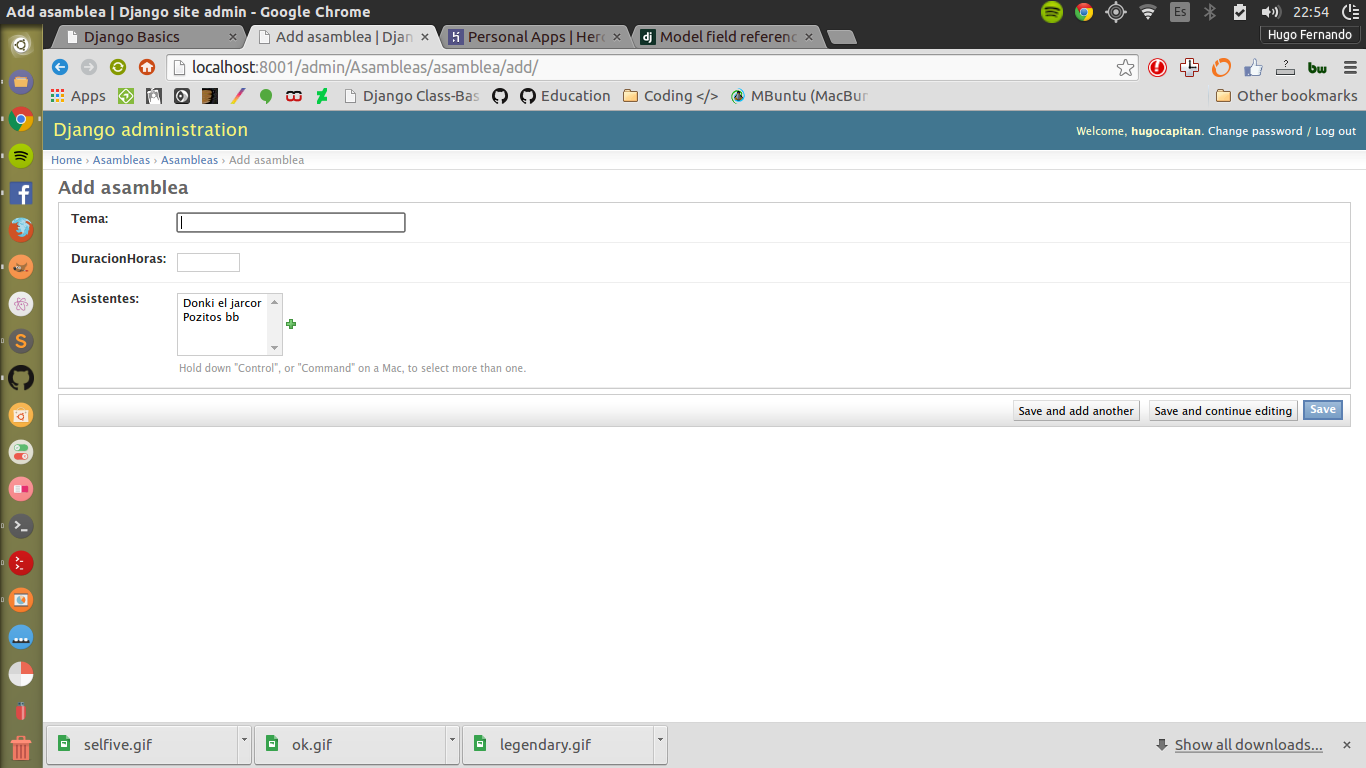 Add asamblea | Django site admin - Google Chrome
Es
22:54
Django Basics
Add asamblea | Djan
Personal Apps | Her
Model field referenc
Hugo Fernando
localhost:8001/admin/Asambleas/asamblea/add/
bw
Apps
Django Class-Bas
Education
Coding </>
MBuntu (MacBun
Other bookmarks
Django administration
Welcome, hugocapitan. Change password / Log out
Home › Asambleas › Asambleas › Add asamblea
Add asamblea
Tema:
DuracionHoras:
Asistentes:
Donki el jarcor
Pozitos bb
Hold down "Control", or "Command" on a Mac, to select more than one.
Save and add another
Save and continue editing
Save
selfive.gif
ok.gif
legendary.gif
Show all downloads...